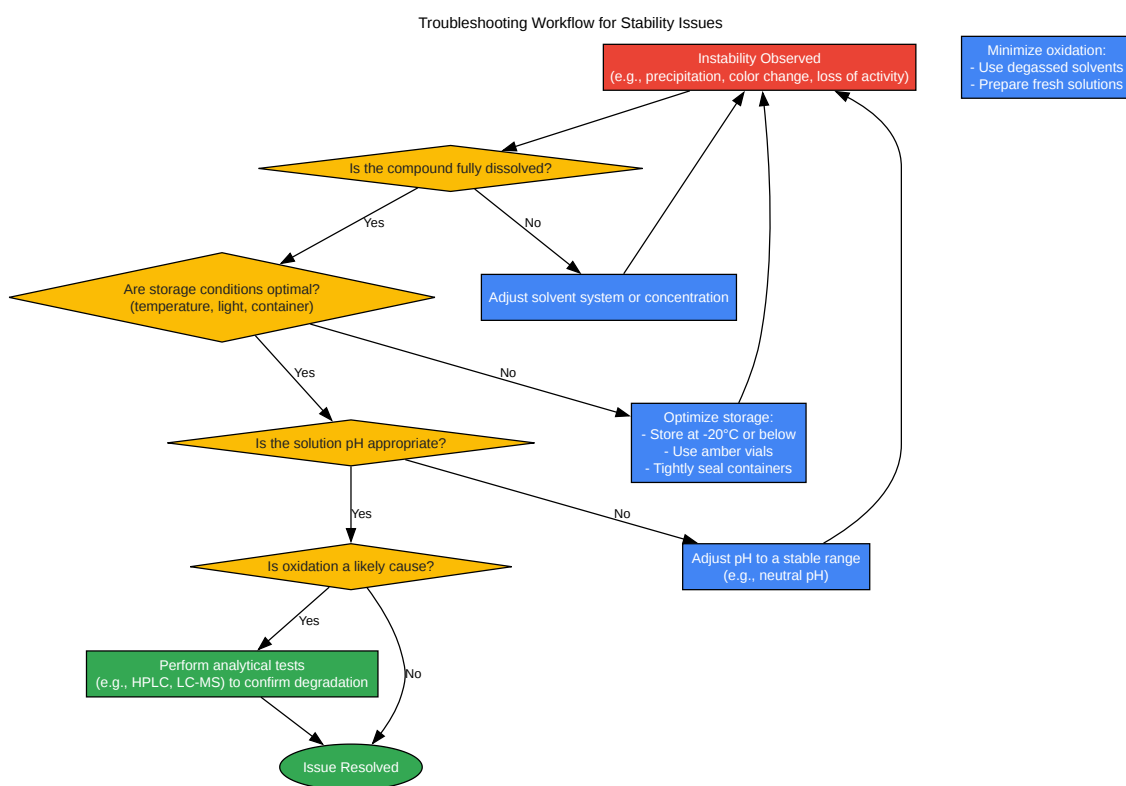 Troubleshooting Workflow for Stability Issues
Instability Observed
(e.g., precipitation, color change, loss of activity)
Minimize oxidation:
- Use degassed solvents
- Prepare fresh solutions
Is the compound fully dissolved?
Yes
No
Are storage conditions optimal?
(temperature, light, container)
Adjust solvent system or concentration
Yes
No
Optimize storage:
- Store at -20°C or below
- Use amber vials
- Tightly seal containers
Is the solution pH appropriate?
Yes
No
Adjust pH to a stable range
(e.g., neutral pH)
Is oxidation a likely cause?
Yes
No
Perform analytical tests
(e.g., HPLC, LC-MS) to confirm degradation
Issue Resolved